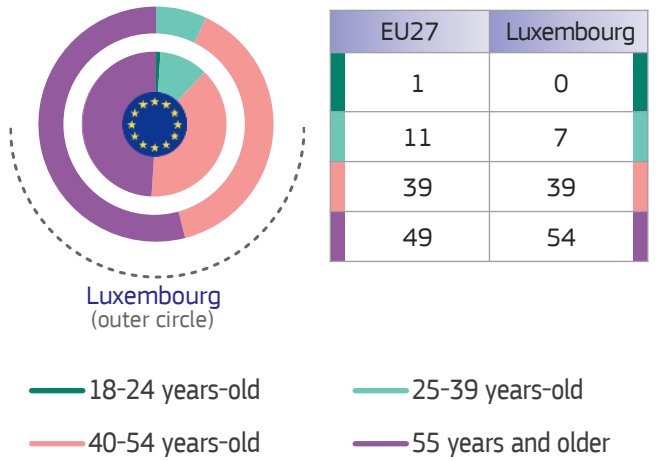 EU27 Luxembourg
1 0
11 7
39 39
49 54
Luxembourg
(outer circle)
18-24 years-old 25-39 years-old
40-54 years-old 55 years and older